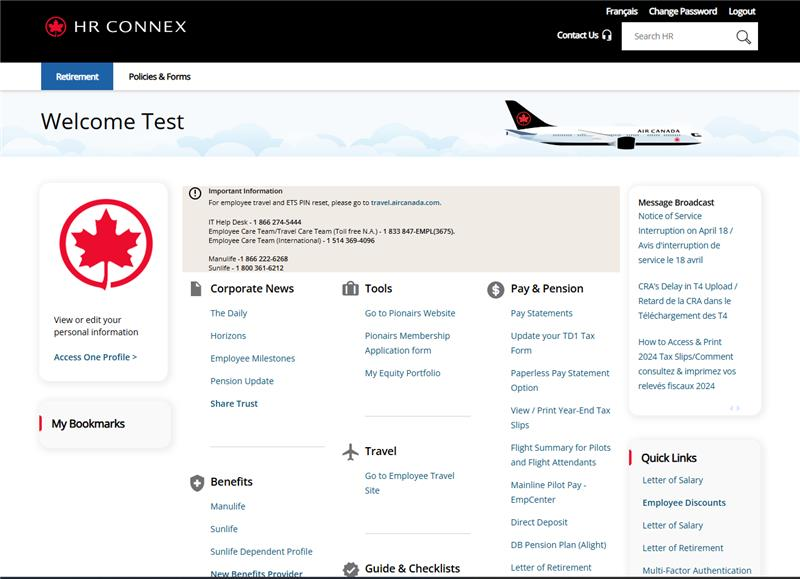 HR CONNEX
Français
Change Password
Logout
Contact Us
Search HR
Retirement
Policies & Forms
Welcome Test
AIR CANADA
View or edit your
personal information
Access One Profile >
My Bookmarks
Important Information
For employee travel and ETS PIN reset, please go to travel.aircanada.com.
IT Help Desk - 1 866 274-5444
Employee Care Team/Travel Care Team (Toll free N.A.) - 1 833 847-EMPL(3675).
Employee Care Team (International) - 1 514 369-4096
Manulife -1 866 222-6268
Sunlife - 1 800 361-6212
Corporate News
The Daily
Horizons
Employee Milestones
Pension Update
Share Trust
Benefits
Manulife
Sunlife
Sunlife Dependent Profile
New Benefits Provider
Tools
Go to Pionairs Website
Pionairs Membership
Application form
My Equity Portfolio
Travel
Go to Employee Travel
Site
Guide & Checklists
Pay & Pension
Pay Statements
Update your TD1 Tax
Form
Paperless Pay Statement
Option
View / Print Year-End Tax
Slips
Flight Summary for Pilots
and Flight Attendants
Mainline Pilot Pay -
EmpCenter
Direct Deposit
DB Pension Plan (Alight)
Letter of Retirement
Message Broadcast
Notice of Service
Interruption on April 18 /
Avis d'interruption de
service le 18 avril
CRA's Delay in T4 Upload /
Retard de la CRA dans le
Téléchargement des T4
How to Access & Print
2024 Tax Slips/Comment
consultez & imprimez vos
relevés fiscaux 2024
Quick Links
Letter of Salary
Employee Discounts
Letter of Salary
Letter of Retirement
Multi-Factor Authentication